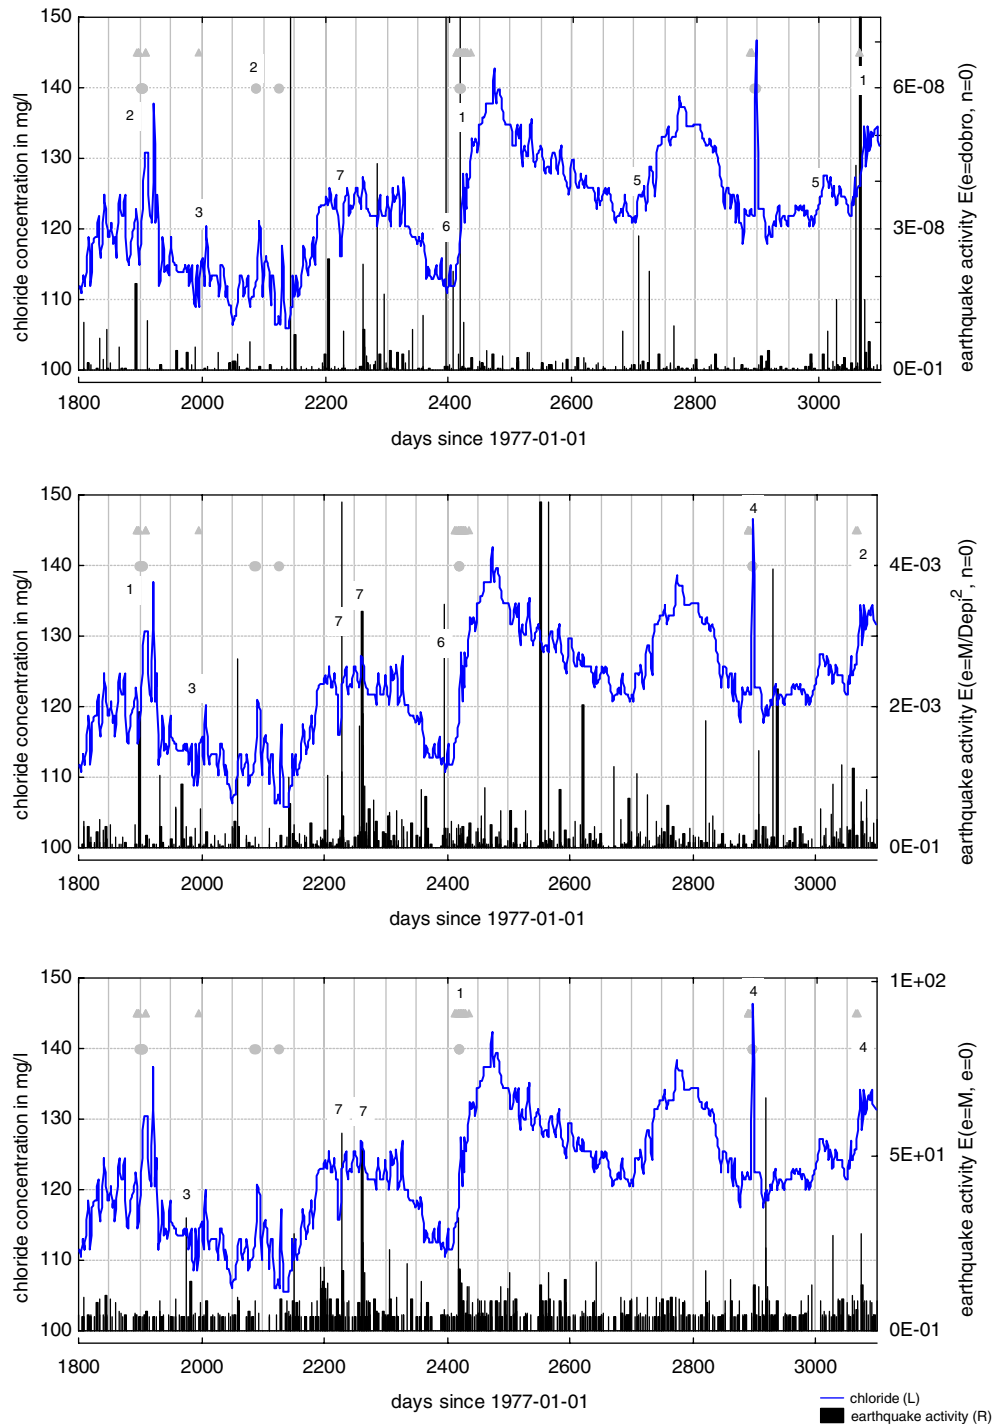 150
140
130
120
110
100
6E-08
3E-08
0E-01
2
3
2
7
6
1
5
5
1
chloride concentration in mg/l
earthquake activity E(e=dobro, n=0)
1800 2000 2200 2400 2600 2800 3000
days since 1977-01-01
150
140
130
120
110
100
4E-03
2E-03
0E-01
1
3
7
7
6
4
2
chloride concentration in mg/l
earthquake activity E(e=M/Depi², n=0)
1800 2000 2200 2400 2600 2800 3000
days since 1977-01-01
150
140
130
120
110
100
1E+02
5E+01
0E-01
3
7
7
1
4
4
chloride concentration in mg/l
earthquake activity E(e=M, e=0)
1800 2000 2200 2400 2600 2800 3000
days since 1977-01-01
chloride (L)
earthquake activity (R)